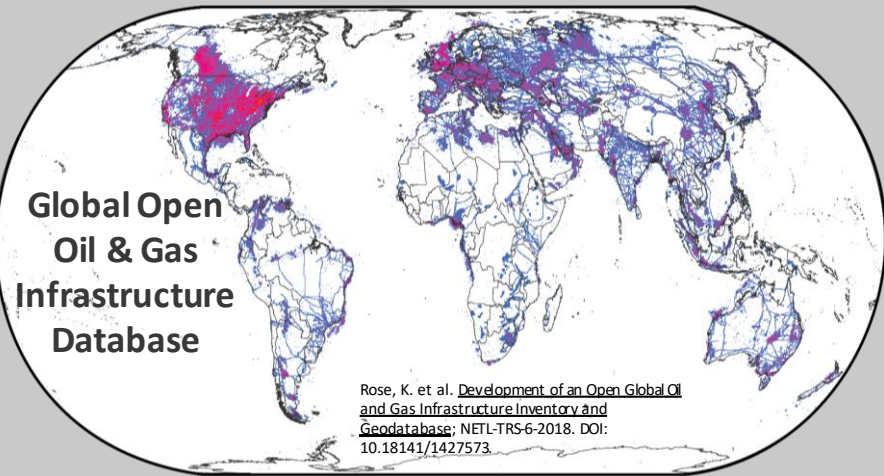 Global Open
Oil & Gas
Infrastructure
Database
Rose, K. et al. Development of an Open Global Oil
and Gas Infrastructure Inventory and
Geodatabase; NETL-TRS-6-2018. DOI:
10.18141/1427573.